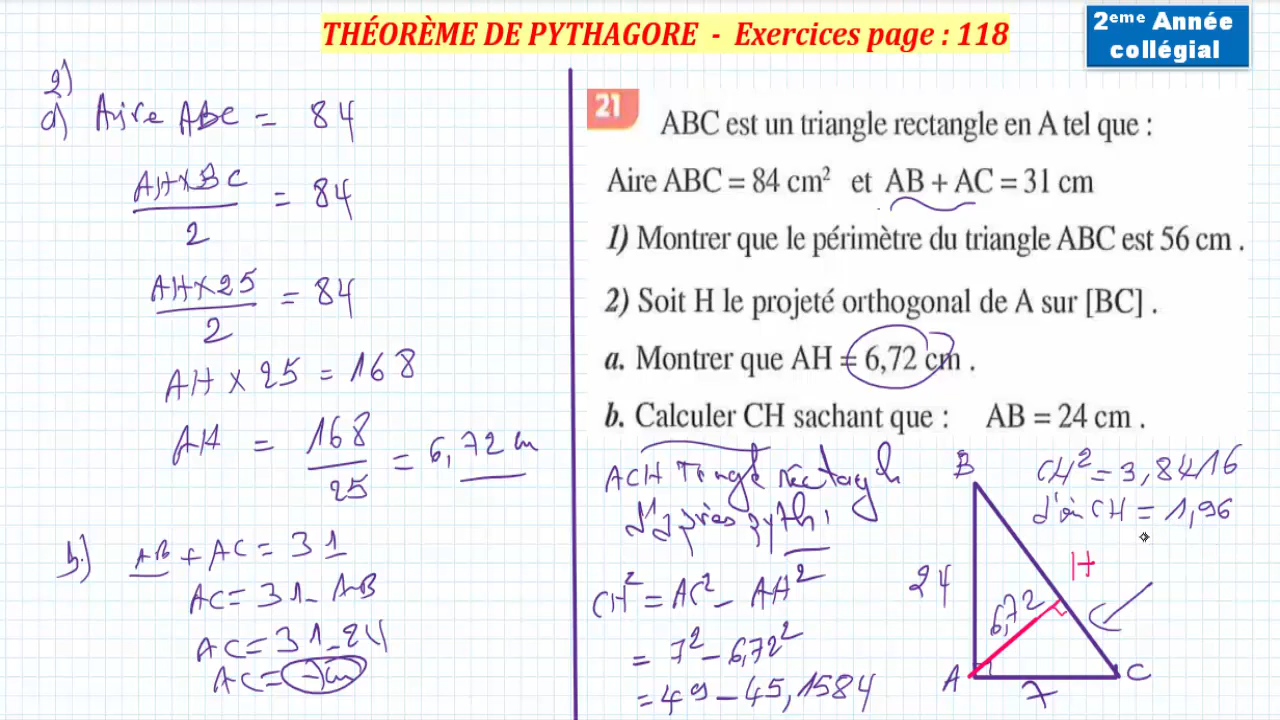 THÉORÈME DE PYTHAGORE - Exercices page : 118
2eme Année
collégial
2)
a) Aire ABC = 84
AH×BC / 2 = 84
AH×25 / 2 = 84
AH × 25 = 168
AH = 168 / 25 = 6,72 cm
b.) AB + AC = 31
AC = 31 - AB
AC = 31 - 24
AC = 7cm
21
ABC est un triangle rectangle en A tel que :
Aire ABC = 84 cm² et AB + AC = 31 cm
1) Montrer que le périmètre du triangle ABC est 56 cm .
2) Soit H le projeté orthogonal de A sur [BC] .
a. Montrer que AH = 6,72 cm .
b. Calculer CH sachant que : AB = 24 cm .
ACH Triangle rectangle
d'après pyth
CH² = AC² - AH²
= 7² - 6,72²
= 49 - 45,1584
CH² = 3,8416
d'où CH = 1,96
B
H
24
6,72
A
C
7